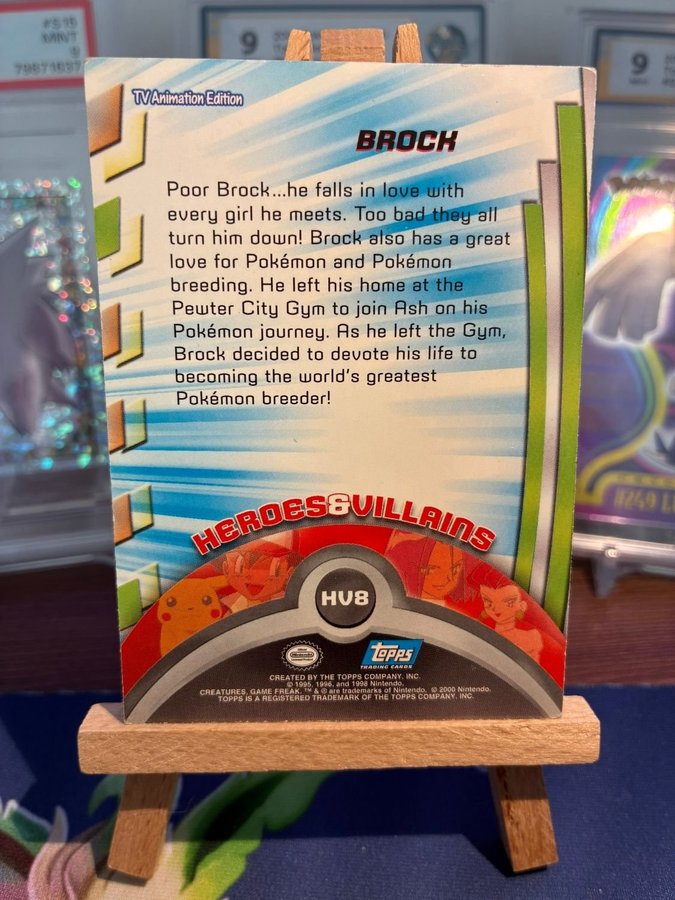 #S15
MINT
9
79871637
9
9
TV Animation Edition
BROCK
Poor Brock...he falls in love with
every girl he meets. Too bad they all
turn him down! Brock also has a great
love for Pokémon and Pokémon
breeding. He left his home at the
Pewter City Gym to join Ash on his
Pokémon journey. As he left the Gym,
Brock decided to devote his life to
becoming the world's greatest
Pokémon breeder!
HEROES&VILLAINS
HV8
Nintendo
topps
TRADING CARDS
CREATED BY THE TOPPS COMPANY, INC.
© 1995, 1996, and 1998 Nintendo,
CREATURES, GAME FREAK. ™ & ® are trademarks of Nintendo. © 2000 Nintendo.
TOPPS IS A REGISTERED TRADEMARK OF THE TOPPS COMPANY, INC.